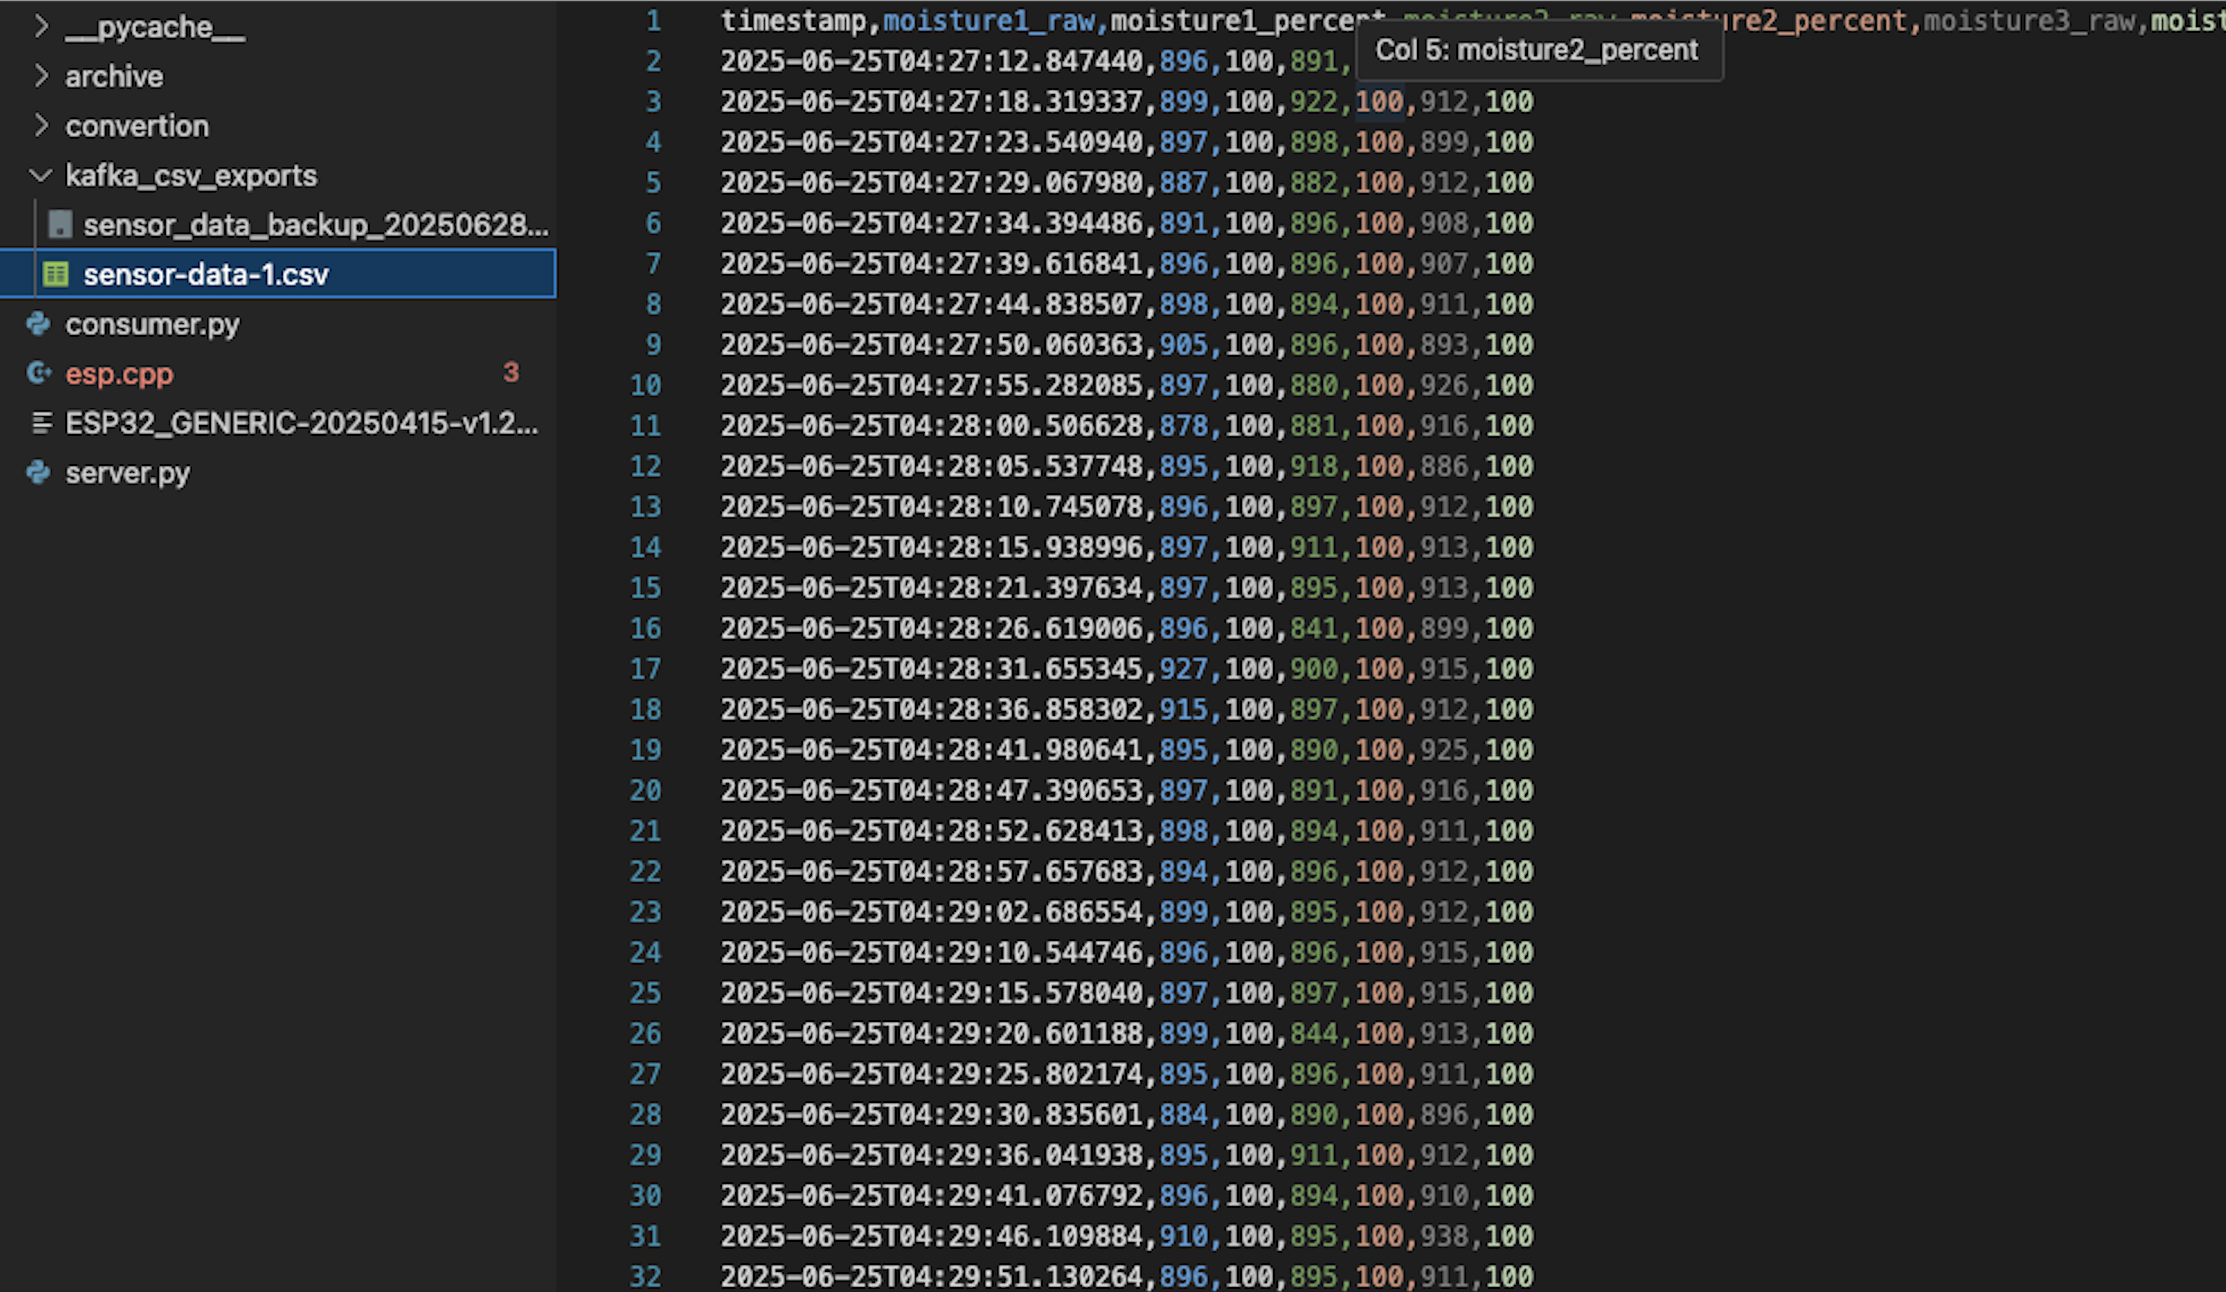 __pycache__
archive
convertion
kafka_csv_exports
sensor_data_backup_20250628...
sensor-data-1.csv
consumer.py
esp.cpp 3
ESP32_GENERIC-20250415-v1.2...
server.py
1 timestamp,moisture1_raw,moisture1_percent,moisture2_raw,moisture2_percent,moisture3_raw,moist
Col 5: moisture2_percent
2 2025-06-25T04:27:12.847440,896,100,891,
3 2025-06-25T04:27:18.319337,899,100,922,100,912,100
4 2025-06-25T04:27:23.540940,897,100,898,100,899,100
5 2025-06-25T04:27:29.067980,887,100,882,100,912,100
6 2025-06-25T04:27:34.394486,891,100,896,100,908,100
7 2025-06-25T04:27:39.616841,896,100,896,100,907,100
8 2025-06-25T04:27:44.838507,898,100,894,100,911,100
9 2025-06-25T04:27:50.060363,905,100,896,100,893,100
10 2025-06-25T04:27:55.282085,897,100,880,100,926,100
11 2025-06-25T04:28:00.506628,878,100,881,100,916,100
12 2025-06-25T04:28:05.537748,895,100,918,100,886,100
13 2025-06-25T04:28:10.745078,896,100,897,100,912,100
14 2025-06-25T04:28:15.938996,897,100,911,100,913,100
15 2025-06-25T04:28:21.397634,897,100,895,100,913,100
16 2025-06-25T04:28:26.619006,896,100,841,100,899,100
17 2025-06-25T04:28:31.655345,927,100,900,100,915,100
18 2025-06-25T04:28:36.858302,915,100,897,100,912,100
19 2025-06-25T04:28:41.980641,895,100,890,100,925,100
20 2025-06-25T04:28:47.390653,897,100,891,100,916,100
21 2025-06-25T04:28:52.628413,898,100,894,100,911,100
22 2025-06-25T04:28:57.657683,894,100,896,100,912,100
23 2025-06-25T04:29:02.686554,899,100,895,100,912,100
24 2025-06-25T04:29:10.544746,896,100,896,100,915,100
25 2025-06-25T04:29:15.578040,897,100,897,100,915,100
26 2025-06-25T04:29:20.601188,899,100,844,100,913,100
27 2025-06-25T04:29:25.802174,895,100,896,100,911,100
28 2025-06-25T04:29:30.835601,884,100,890,100,896,100
29 2025-06-25T04:29:36.041938,895,100,911,100,912,100
30 2025-06-25T04:29:41.076792,896,100,894,100,910,100
31 2025-06-25T04:29:46.109884,910,100,895,100,938,100
32 2025-06-25T04:29:51.130264,896,100,895,100,911,100